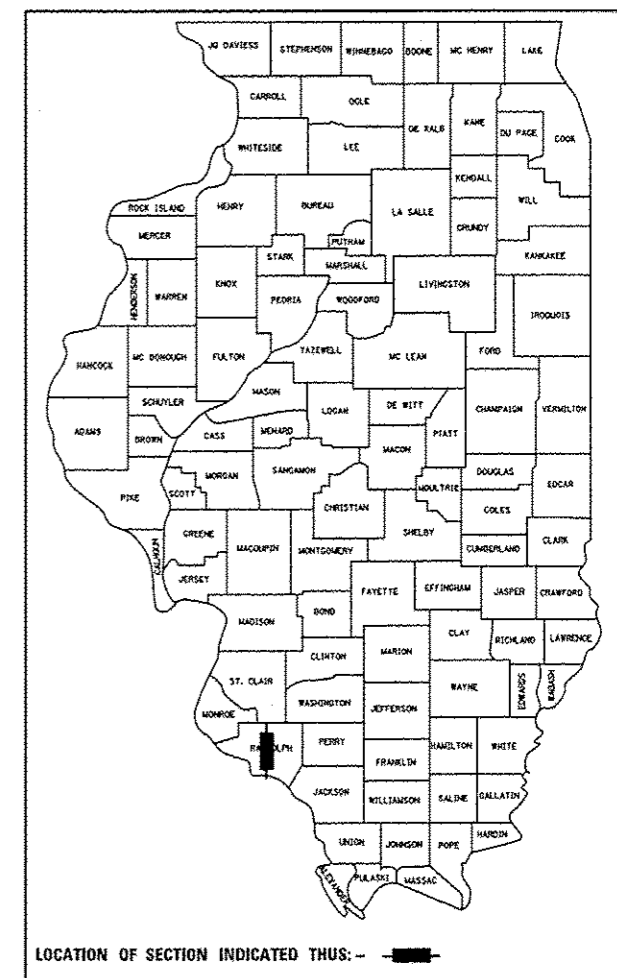 JO DAVIESS STEPHENSON WINNEBAGO BOONE MC HENRY LAKE
CARROLL OGLE DE KALB KANE DU PAGE COOK
WHITESIDE LEE KENDALL WILL
ROCK ISLAND HENRY BUREAU LA SALLE GRUNDY
MERCER PUTNAM KANKAKEE
STARK MARSHALL LIVINGSTON
HENDERSON WARREN KNOX PEORIA WOODFORD IROQUOIS
HANCOCK MC DONOUGH FULTON TAZEWELL MC LEAN FORD
SCHUYLER MASON LOGAN DE WITT CHAMPAIGN VERMILION
ADAMS BROWN CASS MENARD MACON PIATT
PIKE SCOTT MORGAN SANGAMON MOULTRIE DOUGLAS EDGAR
CHRISTIAN COLES
CALHOUN GREENE MACOUPIN MONTGOMERY SHELBY CUMBERLAND CLARK
JERSEY FAYETTE EFFINGHAM JASPER CRAWFORD
MADISON BOND CLAY RICHLAND LAWRENCE
ST. CLAIR CLINTON MARION WAYNE EDWARDS WABASH
MONROE WASHINGTON JEFFERSON
RANDOLPH PERRY HAMILTON WHITE
FRANKLIN
JACKSON WILLIAMSON SALINE GALLATIN
UNION JOHNSON POPE HARDIN
ALEXANDER PULASKI MASSAC
LOCATION OF SECTION INDICATED THUS: -